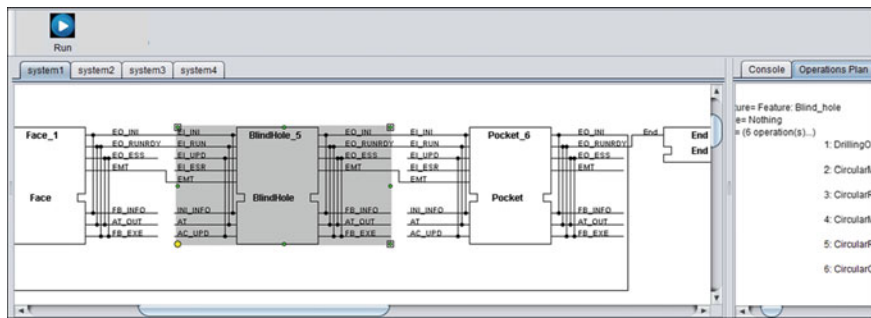 Run
system1 system2 system3 system4
Console Operations Plan
Face_1
EO_INI
EO_RUNRDY
EO_ESS
EMT
Face
FB_INFO
AT_OUT
FB_EXE
EI_INI
EI_RUN
EI_UPD
EI_ESR
EMT
INI_INFO
AT
AC_UPD
BlindHole_5
BlindHole
EO_INI
EO_RUNRDY
EO_ESS
EMT
FB_INFO
AT_OUT
FB_EXE
EI_INI
EI_RUN
EI_UPD
EI_ESR
EMT
INI_INFO
AT
AC_UPD
Pocket_6
Pocket
EO_INI
EO_RUNRDY
EO_ESS
EMT
FB_INFO
AT_OUT
FB_EXE
End
End
End
ure= Feature: Blind_hole
e= Nothing
= (6 operation(s)...)
1: DrillingO
2: CircularM
3: CircularF
4: CircularM
5: CircularF
6: CircularC